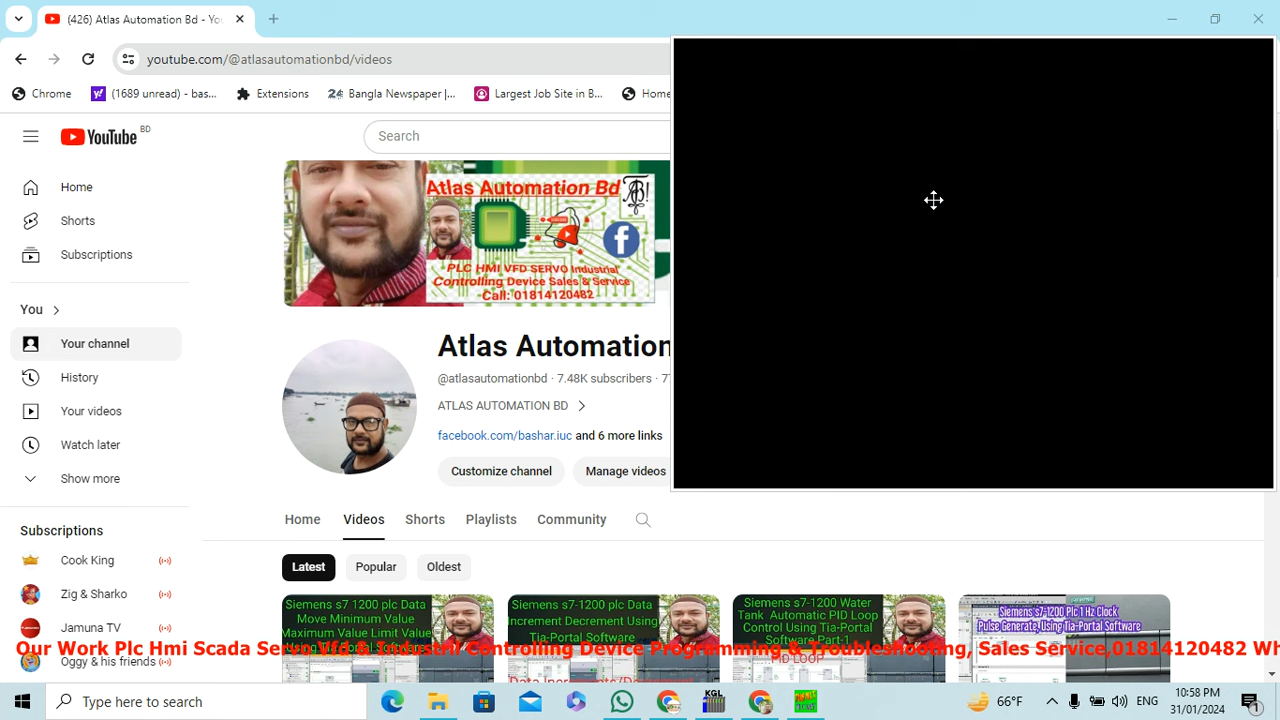 (426) Atlas Automation Bd - Yo
youtube.com/@atlasautomationbd/videos
Chrome
(1689 unread) - bas...
Extensions
24 Bangla Newspaper |...
Largest Job Site in B...
Home
YouTube BD
Search
Home
Shorts
Subscriptions
You
Your channel
History
Your videos
Watch later
Show more
Subscriptions
Cook King
Zig & Sharko
Jamuna TV
Oggy & his friends
Atlas Automation Bd
PLC HMI VFD SERVO Industrial
Controlling Device Sales & Service
Call: 01814120482
Atlas Automation
@atlasautomationbd · 7.48K subscribers · 7
ATLAS AUTOMATION BD
facebook.com/bashar.iuc and 6 more links
Customize channel
Manage videos
Home
Videos
Shorts
Playlists
Community
Latest
Popular
Oldest
Siemens s7 1200 plc Data
Move Minimum Value
Maximum Value Limit Value
Siemens s7-1200 plc Data
Increment Decrement Using
Tia-Portal Software
Siemens s7-1200 Water
Tank Automatic PID Loop
Control Using Tia-Portal
Software Part-1
PID LOOP
Siemens s7-1200 Plc 1 Hz Clock
Pulse Generate, Using Tia-Portal Software
Our Work Plc Hmi Scada Servo Vfd & Industril Controlling Device Programming & Troubleshooting, Sales Service,01814120482 Wh
Type here to search
KGL
66°F
ENG
10:58 PM
31/01/2024
1